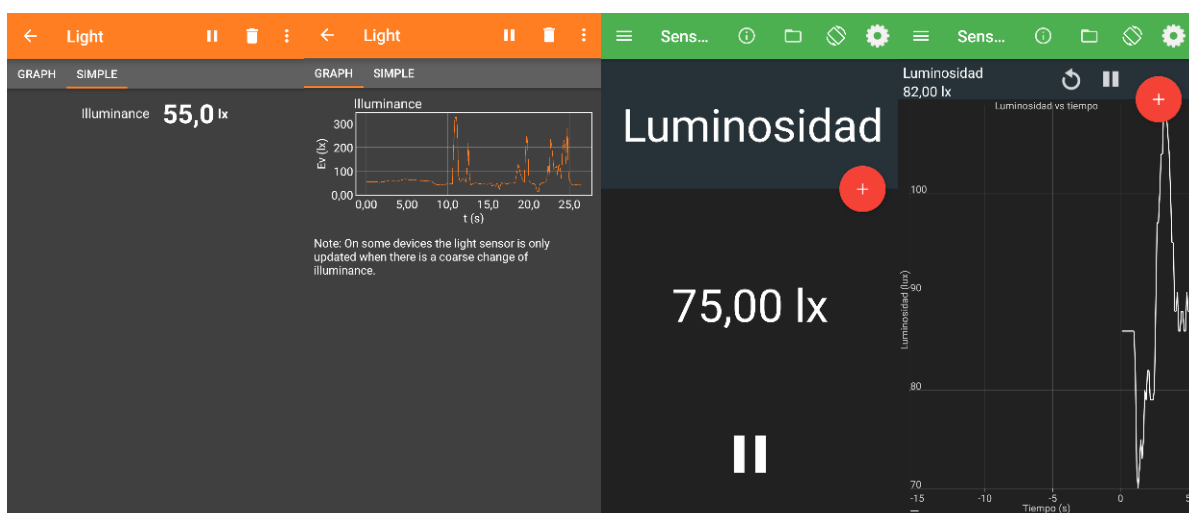 Light
GRAPH SIMPLE
Illuminance 55,0 lx
Light
GRAPH SIMPLE
Illuminance
300
200
100
0,00
Ev (lx)
0,00 5,00 10,0 15,0 20,0 25,0
t (s)
Note: On some devices the light sensor is only
updated when there is a coarse change of
illuminance.
Sens...
Luminosidad
+
75,00 lx
Sens...
Luminosidad
82,00 lx
+
Luminosidad vs tiempo
100
90
80
70
Luminosidad (lux)
-15 -10 -5 0 5
Tiempo (s)